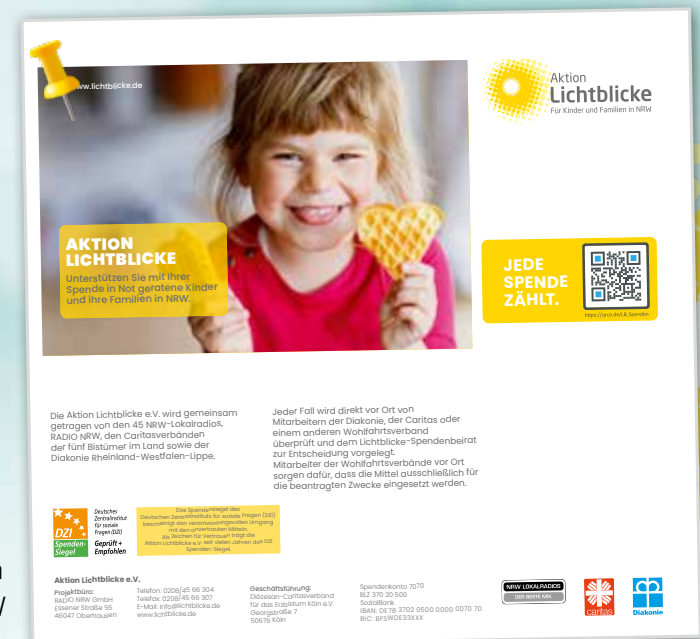 www.lichtblicke.de
Aktion
Lichtblicke
Für Kinder und Familien in NRW
AKTION
LICHTBLICKE
Unterstützen Sie mit Ihrer
Spende in Not geratene Kinder
und ihre Familien in NRW.
JEDE
SPENDE
ZÄHLT.
https://qrco.de/LB_Spenden
Die Aktion Lichtblicke e.V. wird gemeinsam
getragen von den 45 NRW-Lokalradios,
RADIO NRW, den Caritasverbänden
der fünf Bistümer im Land sowie der
Diakonie Rheinland-Westfalen-Lippe.
Jeder Fall wird direkt vor Ort von
Mitarbeitern der Diakonie, der Caritas oder
einem anderen Wohlfahrtsverband
überprüft und dem Lichtblicke-Spendenbeirat
zur Entscheidung vorgelegt.
Mitarbeiter der Wohlfahrtsverbände vor Ort
sorgen dafür, dass die Mittel ausschließlich für
die beantragten Zwecke eingesetzt werden.
DZI
Spenden-
Siegel
Deutsches
Zentralinstitut
für soziale
Fragen (DZI)
Geprüft +
Empfohlen
Das Spendensiegel des
Deutschen Zentralinstituts für soziale Fragen (DZI)
bescheinigt den verantwortungsvollen Umgang
mit den anvertrauten Mitteln.
Als Zeichen für Vertrauen trägt die
Aktion Lichtblicke e.V. seit vielen Jahren das DZI
Spenden-Siegel.
Aktion Lichtblicke e.V.
Projektbüro:
RADIO NRW GmbH
Essener Straße 55
46047 Oberhausen
Telefon: 0208/45 66 304
Telefax: 0208/45 66 307
E-Mail: info@lichtblicke.de
www.lichtblicke.de
Geschäftsführung:
Diözesan-Caritasverband
für das Erzbistum Köln e.V.
Georgstraße 7
50676 Köln
Spendenkonto 7070
BLZ 370 20 500
SozialBank
IBAN: DE78 3702 0500 0000 0070 70
BIC: BFSWDE33XXX
NRW LOKALRADIOS
DER BESTE MIX.
caritas
Diakonie